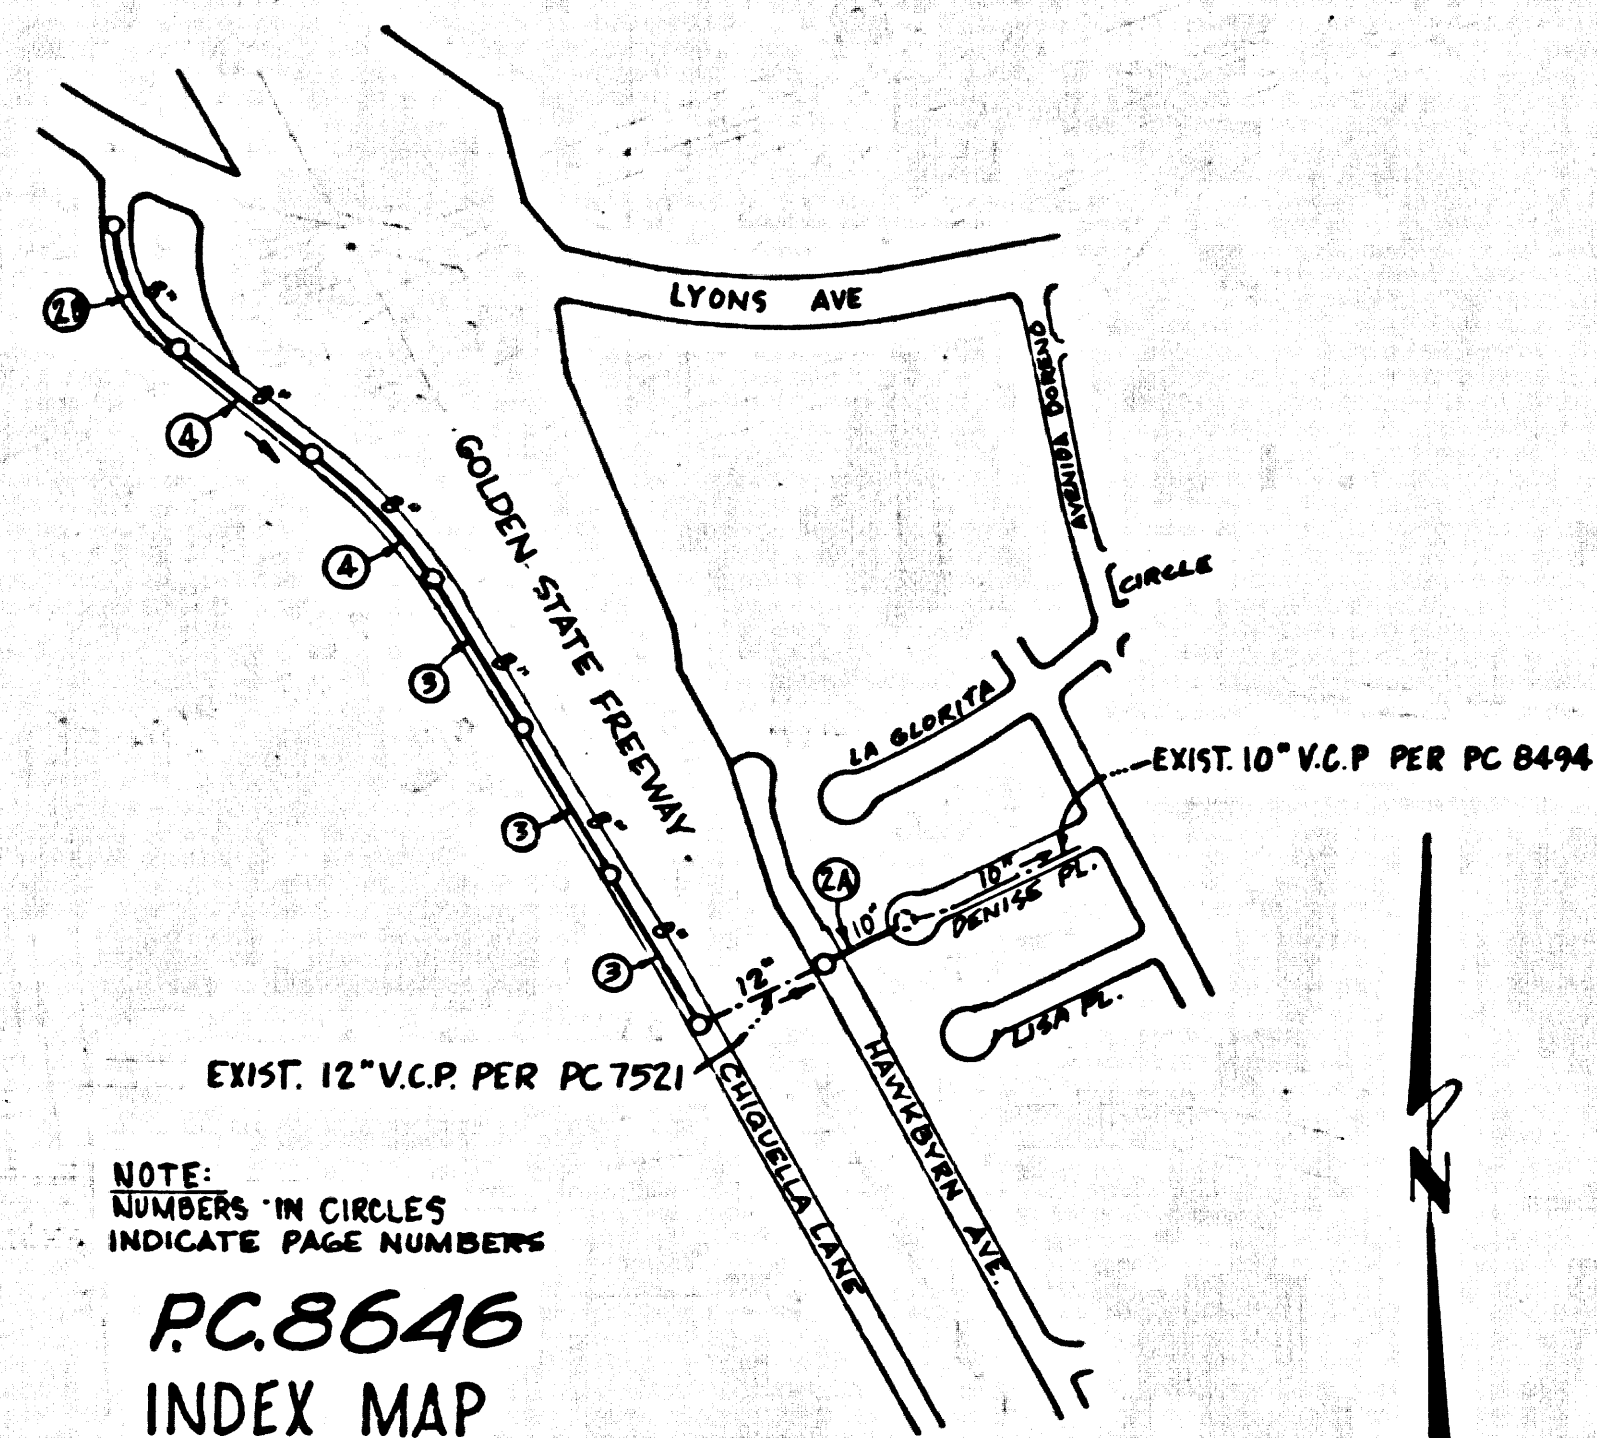 LYONS AVE
AVENIDA DORENO
2B
8"
4
8"
GOLDEN STATE FREEWAY
8"
4
CIRCLE
8"
3
LA GLORITA
EXIST. 10" V.C.P PER PC 8494
8"
3
2A
10"
10"
DENISE PL.
8"
3
12"
LISA PL.
EXIST. 12" V.C.P. PER PC 7521
CHIQUELLA LANE
HAWKBYRN AVE.
NOTE:
NUMBERS IN CIRCLES
INDICATE PAGE NUMBERS
N
P.C. 8646
INDEX MAP